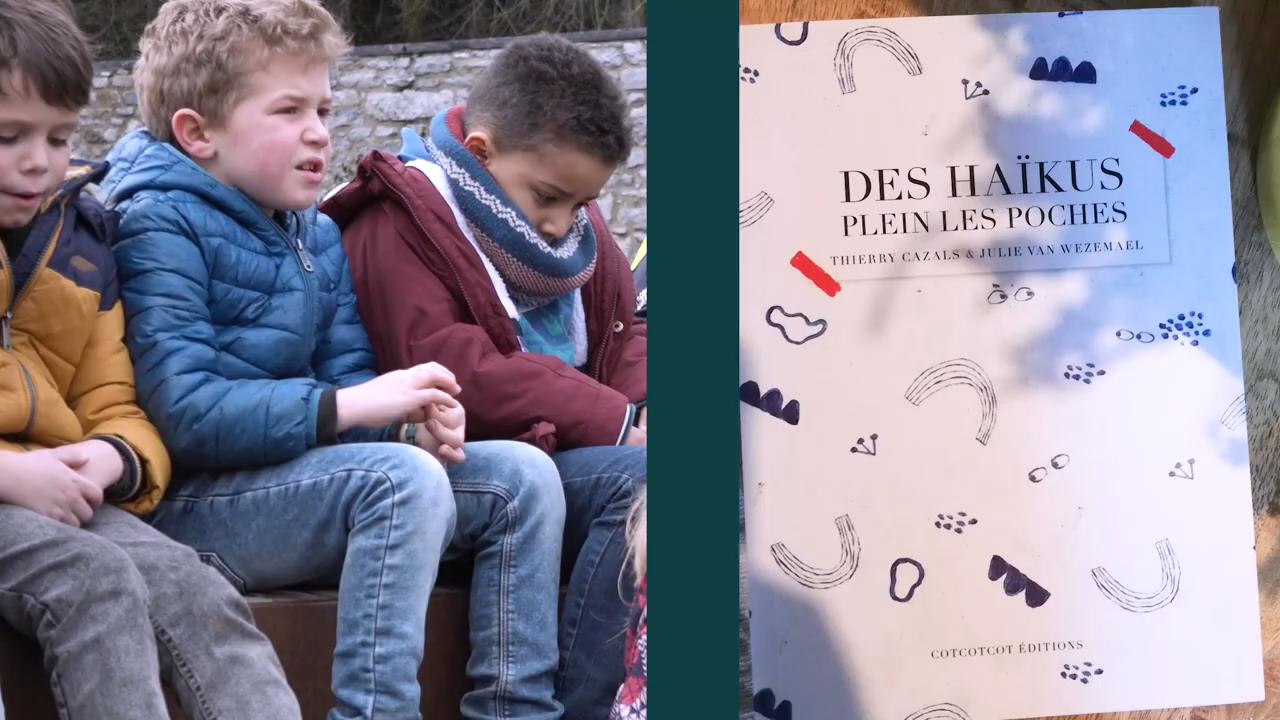 DES HAÏKUS
PLEIN LES POCHES
THIERRY CAZALS & JULIE VAN WEZEMAEL
COTCOTCOT ÉDITIONS